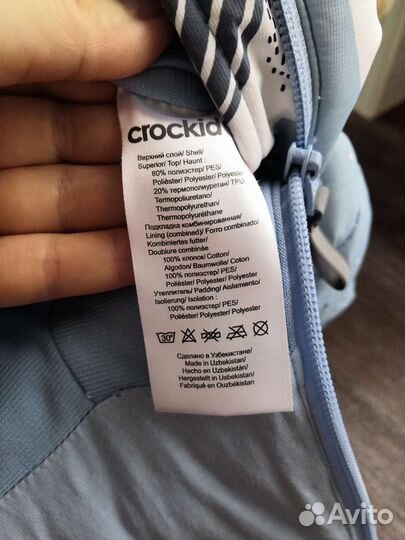 crockid
Верхний слой/ Shell/
Superior/ Top/ Haunt :
80% полиэстер/ PES/
Poliéster/ Polyester/ Polyester
20% термополиуретан/ TPU/
Termopoliuretano/
Thermopolyurethan/
Thermopolyuréthane
Подкладка комбинированная/
Lining (combined)/ Forro combinado/
Kombiniertes futter/
Doublure combinée
100% хлопок/ Cotton/
Algodon/ Baumwolle/ Coton
100% полиэстер/ PES/
Poliéster/ Polyester/ Polyester
Утеплитель/ Padding/ Aislamiento/
Isolierung/ Isolation :
100% полиэстер/ PES/
Poliéster/ Polyester/ Polyester
30°
Сделано в Узбекистане/
Made in Uzbekistan/
Hecho en Uzbekistan/
Hergestellt in Usbekistan/
Fabriqué en Ouzbékistan/
Avito